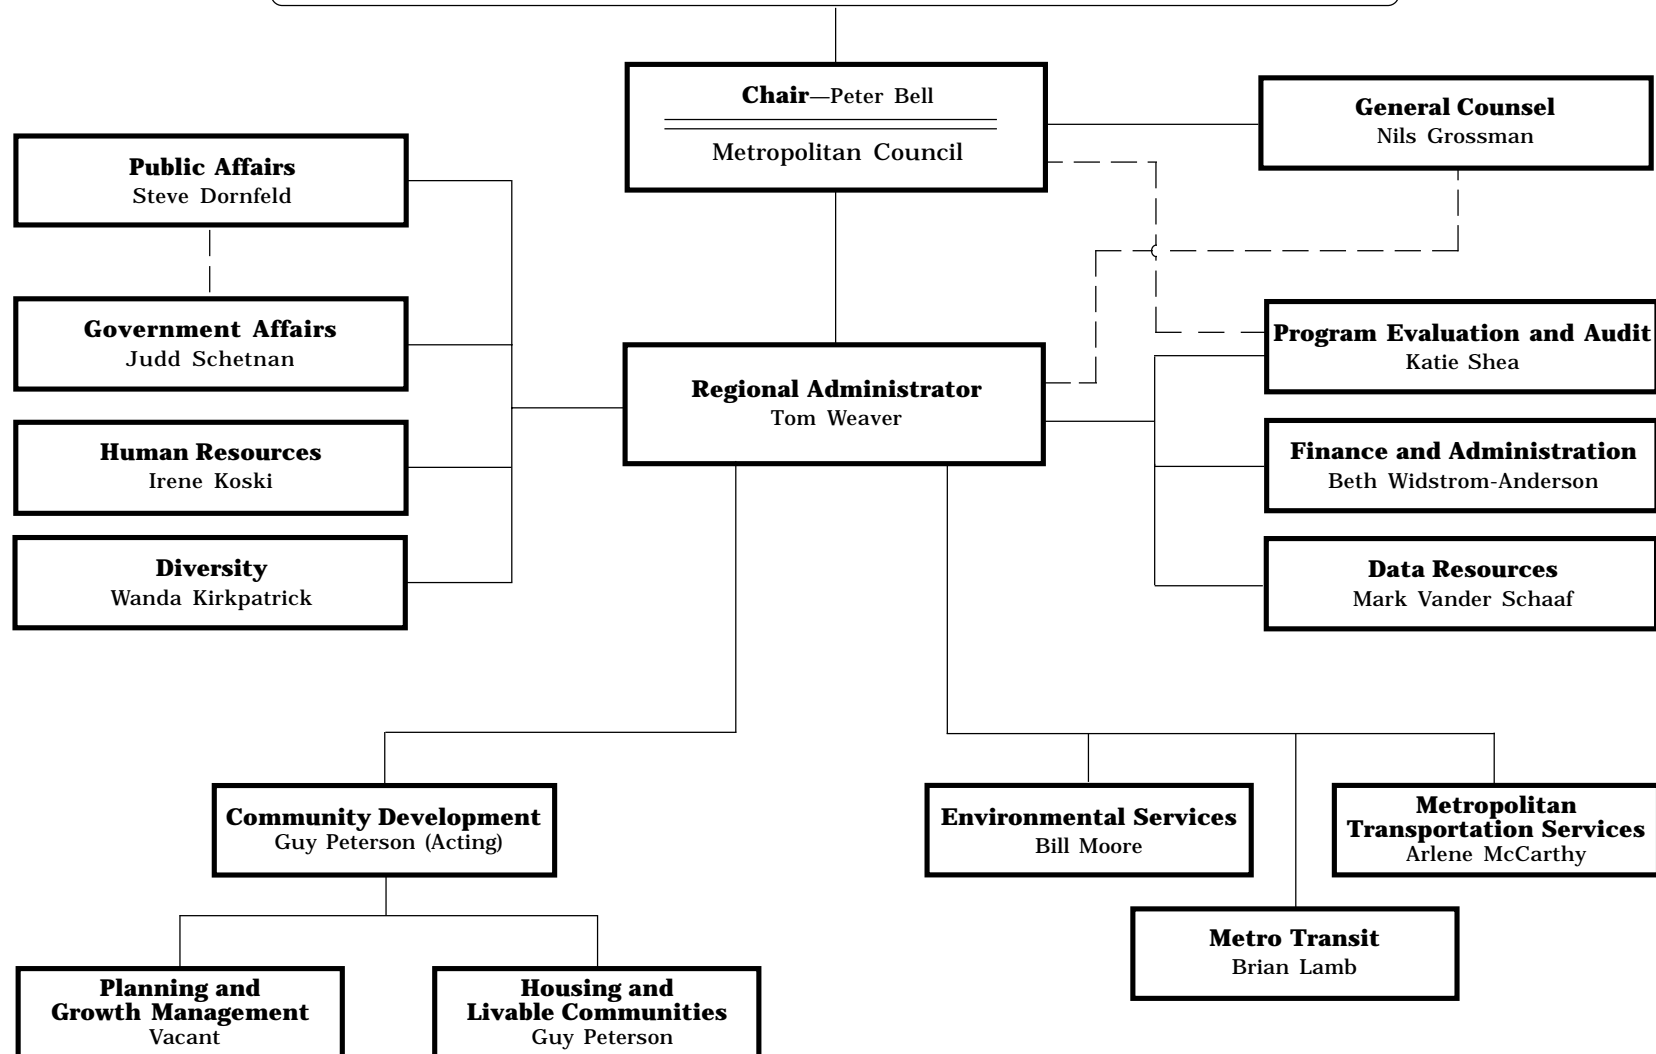 Chair—Peter Bell
Metropolitan Council
General Counsel
Nils Grossman
Public Affairs
Steve Dornfeld
Government Affairs
Judd Schetnan
Human Resources
Irene Koski
Diversity
Wanda Kirkpatrick
Regional Administrator
Tom Weaver
Program Evaluation and Audit
Katie Shea
Finance and Administration
Beth Widstrom-Anderson
Data Resources
Mark Vander Schaaf
Community Development
Guy Peterson (Acting)
Environmental Services
Bill Moore
Metropolitan
Transportation Services
Arlene McCarthy
Metro Transit
Brian Lamb
Planning and
Growth Management
Vacant
Housing and
Livable Communities
Guy Peterson